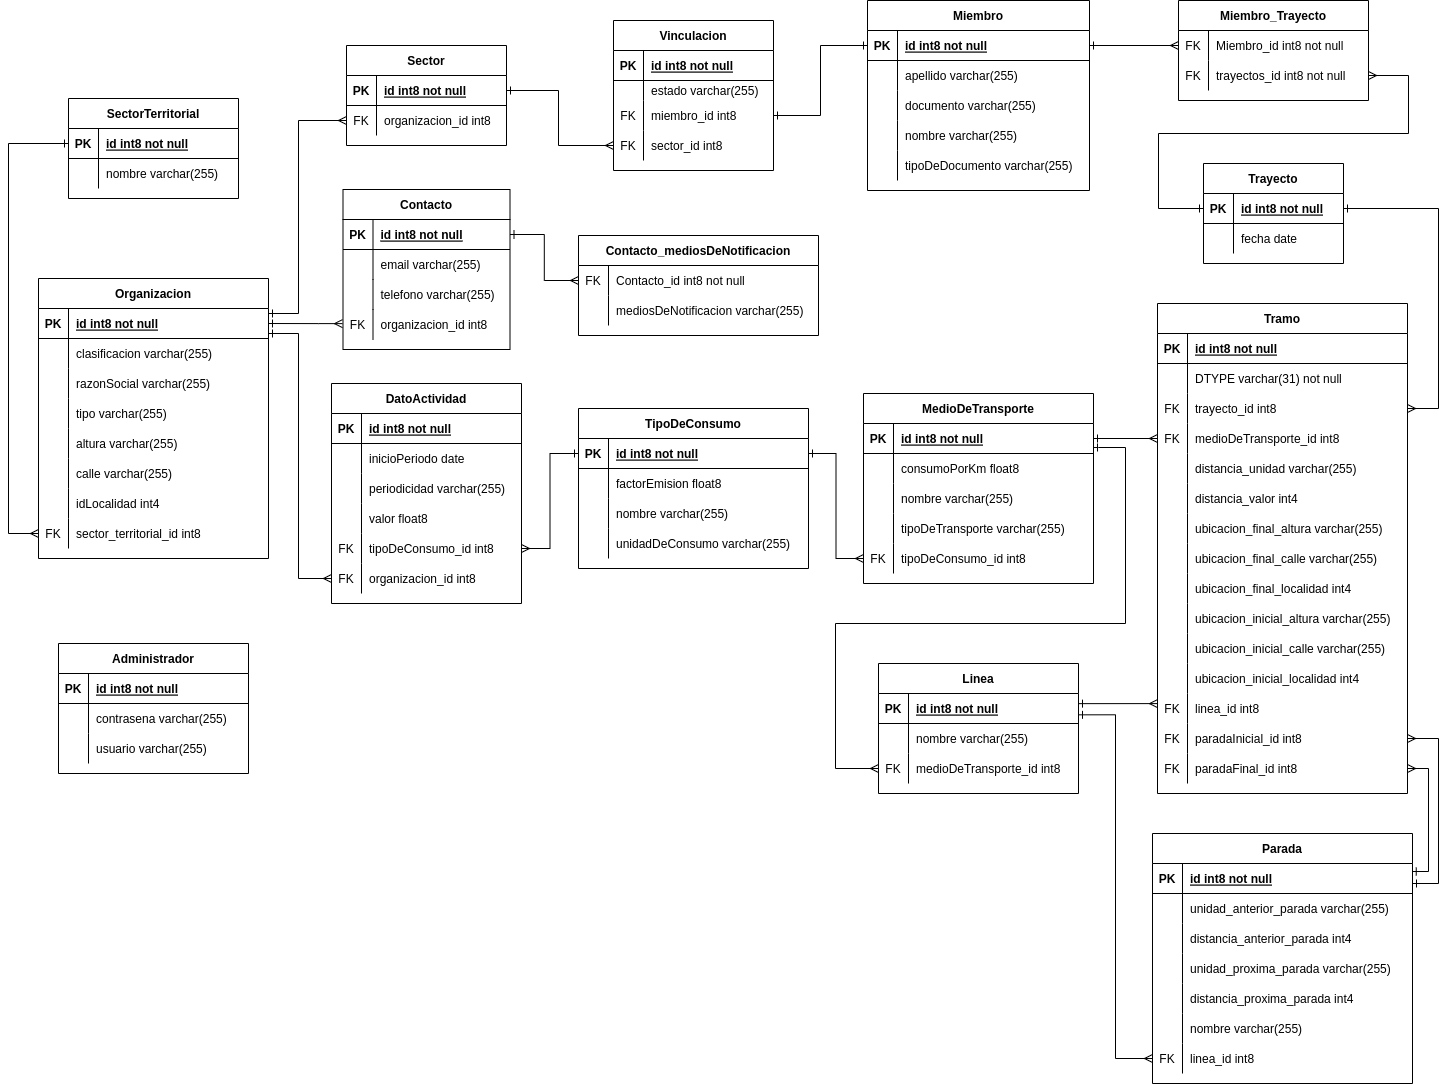 SectorTerritorial
PK id int8 not null
nombre varchar(255)
Organizacion
PK id int8 not null
clasificacion varchar(255)
razonSocial varchar(255)
tipo varchar(255)
altura varchar(255)
calle varchar(255)
idLocalidad int4
FK sector_territorial_id int8
Administrador
PK id int8 not null
contrasena varchar(255)
usuario varchar(255)
Sector
PK id int8 not null
FK organizacion_id int8
Contacto
PK id int8 not null
email varchar(255)
telefono varchar(255)
FK organizacion_id int8
DatoActividad
PK id int8 not null
inicioPeriodo date
periodicidad varchar(255)
valor float8
FK tipoDeConsumo_id int8
FK organizacion_id int8
Vinculacion
PK id int8 not null
estado varchar(255)
FK miembro_id int8
FK sector_id int8
Contacto_mediosDeNotificacion
FK Contacto_id int8 not null
mediosDeNotificacion varchar(255)
TipoDeConsumo
PK id int8 not null
factorEmision float8
nombre varchar(255)
unidadDeConsumo varchar(255)
Miembro
PK id int8 not null
apellido varchar(255)
documento varchar(255)
nombre varchar(255)
tipoDeDocumento varchar(255)
MedioDeTransporte
PK id int8 not null
consumoPorKm float8
nombre varchar(255)
tipoDeTransporte varchar(255)
FK tipoDeConsumo_id int8
Linea
PK id int8 not null
nombre varchar(255)
FK medioDeTransporte_id int8
Miembro_Trayecto
FK Miembro_id int8 not null
FK trayectos_id int8 not null
Trayecto
PK id int8 not null
fecha date
Tramo
PK id int8 not null
DTYPE varchar(31) not null
FK trayecto_id int8
FK medioDeTransporte_id int8
distancia_unidad varchar(255)
distancia_valor int4
ubicacion_final_altura varchar(255)
ubicacion_final_calle varchar(255)
ubicacion_final_localidad int4
ubicacion_inicial_altura varchar(255)
ubicacion_inicial_calle varchar(255)
ubicacion_inicial_localidad int4
FK linea_id int8
FK paradaInicial_id int8
FK paradaFinal_id int8
Parada
PK id int8 not null
unidad_anterior_parada varchar(255)
distancia_anterior_parada int4
unidad_proxima_parada varchar(255)
distancia_proxima_parada int4
nombre varchar(255)
FK linea_id int8